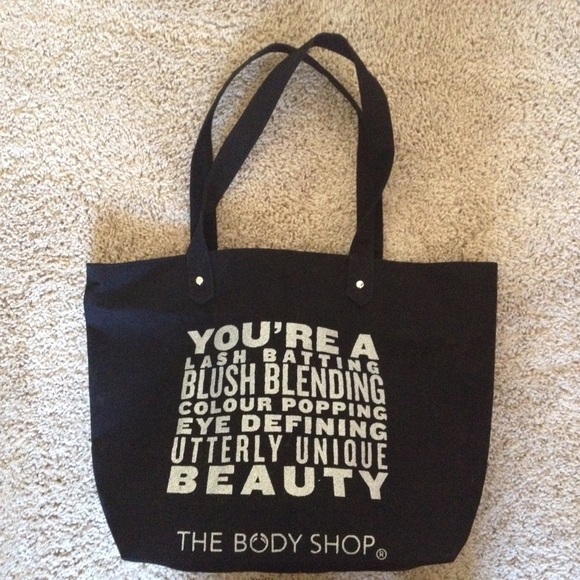 YOU'RE A
LASH BATTING
BLUSH BLENDING
COLOUR POPPING
EYE DEFINING
UTTERLY UNIQUE
BEAUTY
THE BODY SHOP®